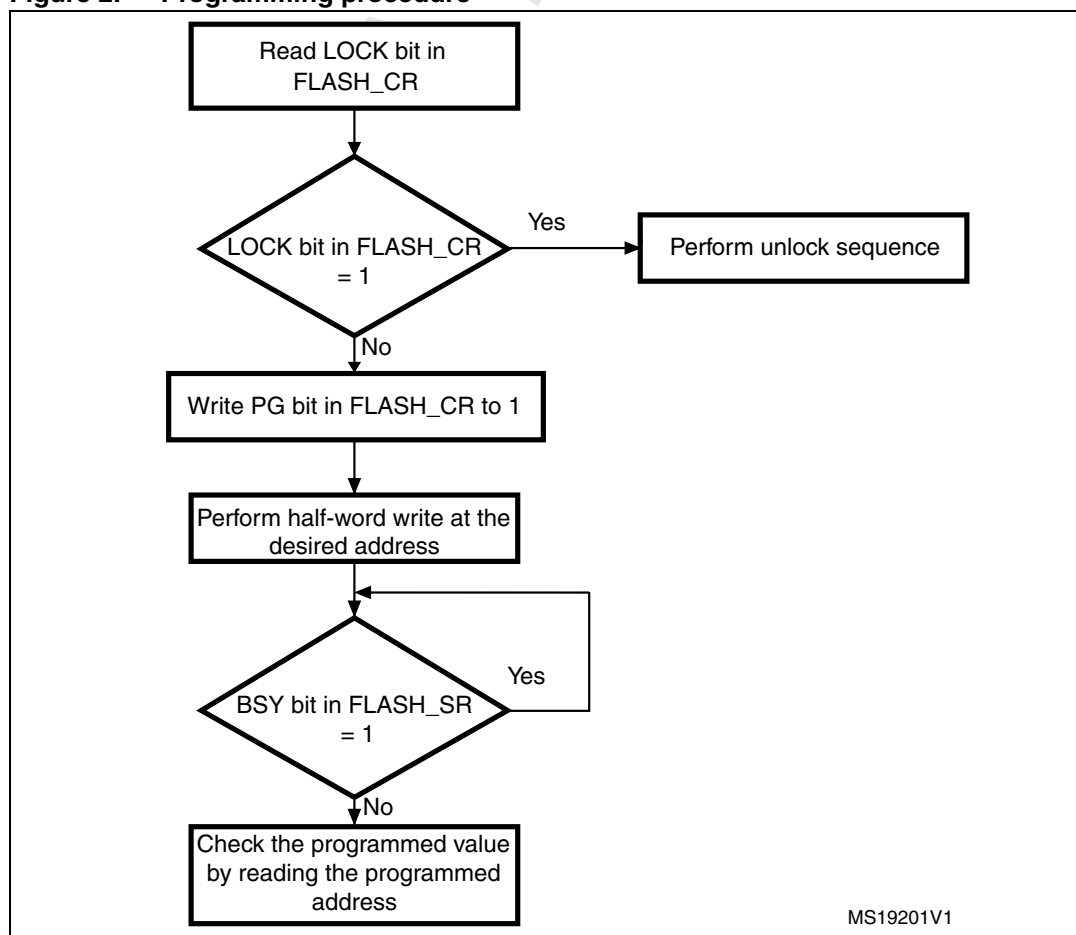 Figure 2. Programming procedure
Read LOCK bit in
FLASH_CR
Yes
LOCK bit in FLASH_CR
= 1
Perform unlock sequence
No
Write PG bit in FLASH_CR to 1
Perform half-word write at the
desired address
Yes
BSY bit in FLASH_SR
= 1
No
Check the programmed value
by reading the programmed
address
MS19201V1